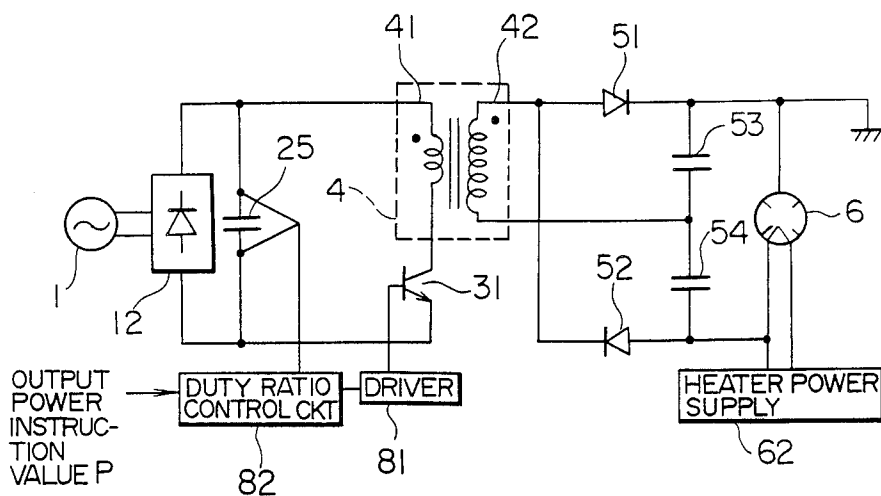 41
42
51
25
53
4
6
54
52
31
1
12
OUTPUT
POWER
INSTRUC-
TION
VALUE P
DUTY RATIO
CONTROL CKT
DRIVER
HEATER POWER
SUPPLY
82
81
62